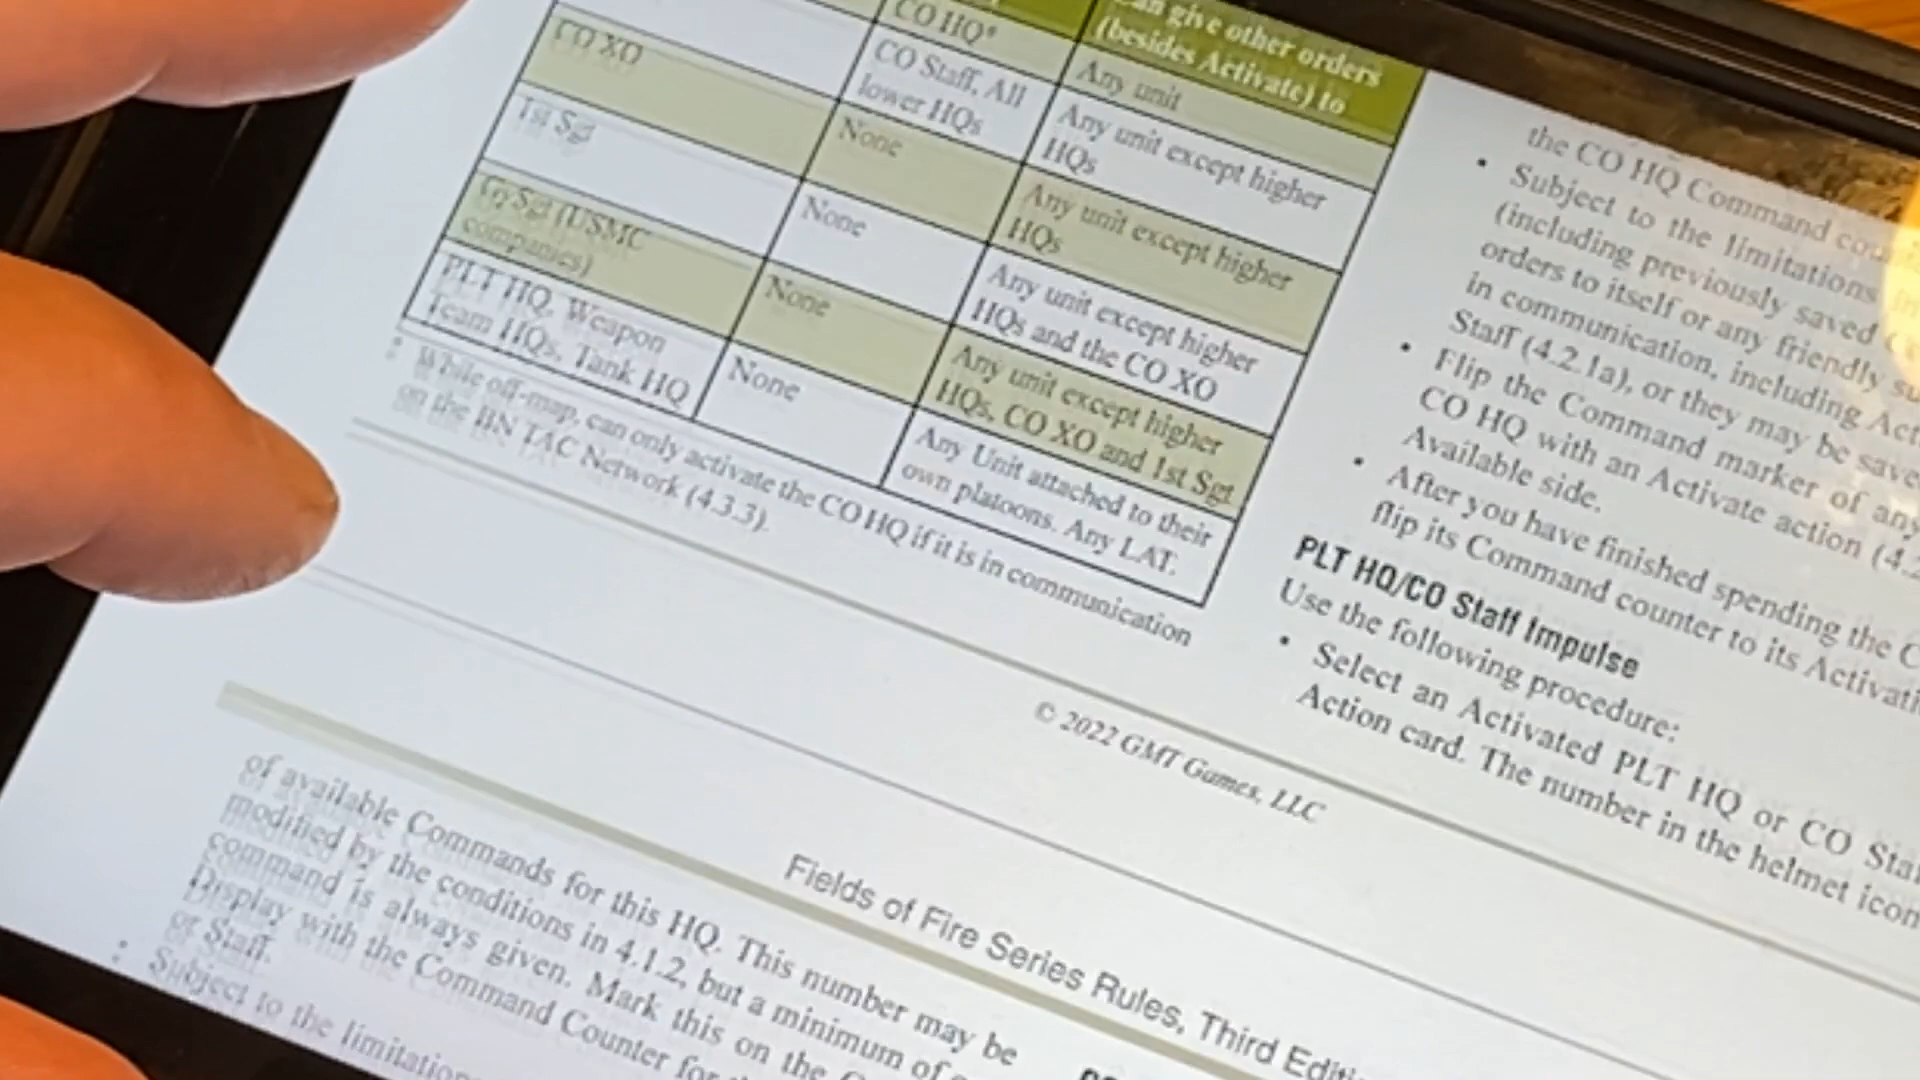 CO HQ*
Can give other orders
(besides Activate) to
Any unit
CO Staff, All
lower HQs
Any unit except higher
HQs
CO XO
None
Any unit except higher
HQs
1st Sgt
None
Any unit except higher
HQs and the CO XO
Gy Sgt (USMC
companies)
None
Any unit except higher
HQs, CO XO and 1st Sgt
PLT HQ, Weapon
Team HQs, Tank HQ
None
Any Unit attached to their
own platoons. Any LAT.
* While off-map, can only activate the CO HQ if it is in communication
on the BN TAC Network (4.3.3).
the CO HQ Command
• Subject to the limitations
(including previously saved
orders to itself or any friendly
in communication, including
Staff (4.2.1a), or they may be
• Flip the Command marker of any
CO HQ with an Activate action
Available side.
• After you have finished spending the
flip its Command counter to its
PLT HQ/CO Staff Impulse
Use the following procedure:
• Select an Activated PLT HQ or CO
Action card. The number in the helmet icon
© 2022 GMT Games, LLC
Fields of Fire Series Rules, Third
of available Commands for this HQ. This number may be
modified by the conditions in 4.1.2, but a minimum of
command is always given. Mark this on the
Display with the Command Counter for
or Staff.
• Subject to the